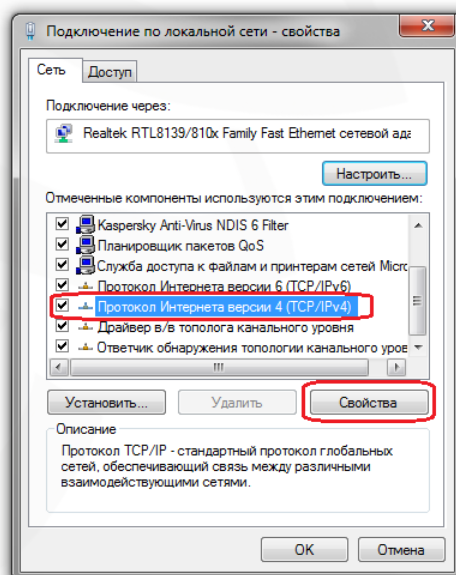 Подключение по локальной сети - свойства
Сеть
Доступ
Подключение через:
Realtek RTL8139/810x Family Fast Ethernet сетевой ада
Настроить...
Отмеченные компоненты используются этим подключением:
Kaspersky Anti-Virus NDIS 6 Filter
Планировщик пакетов QoS
Служба доступа к файлам и принтерам сетей Micro
Протокол Интернета версии 6 (TCP/IPv6)
Протокол Интернета версии 4 (TCP/IPv4)
Драйвер в/в тополога канального уровня
Ответчик обнаружения топологии канального уров
Установить...
Удалить
Свойства
Описание
Протокол TCP/IP - стандартный протокол глобальных
сетей, обеспечивающий связь между различными
взаимодействующими сетями.
OK
Отмена